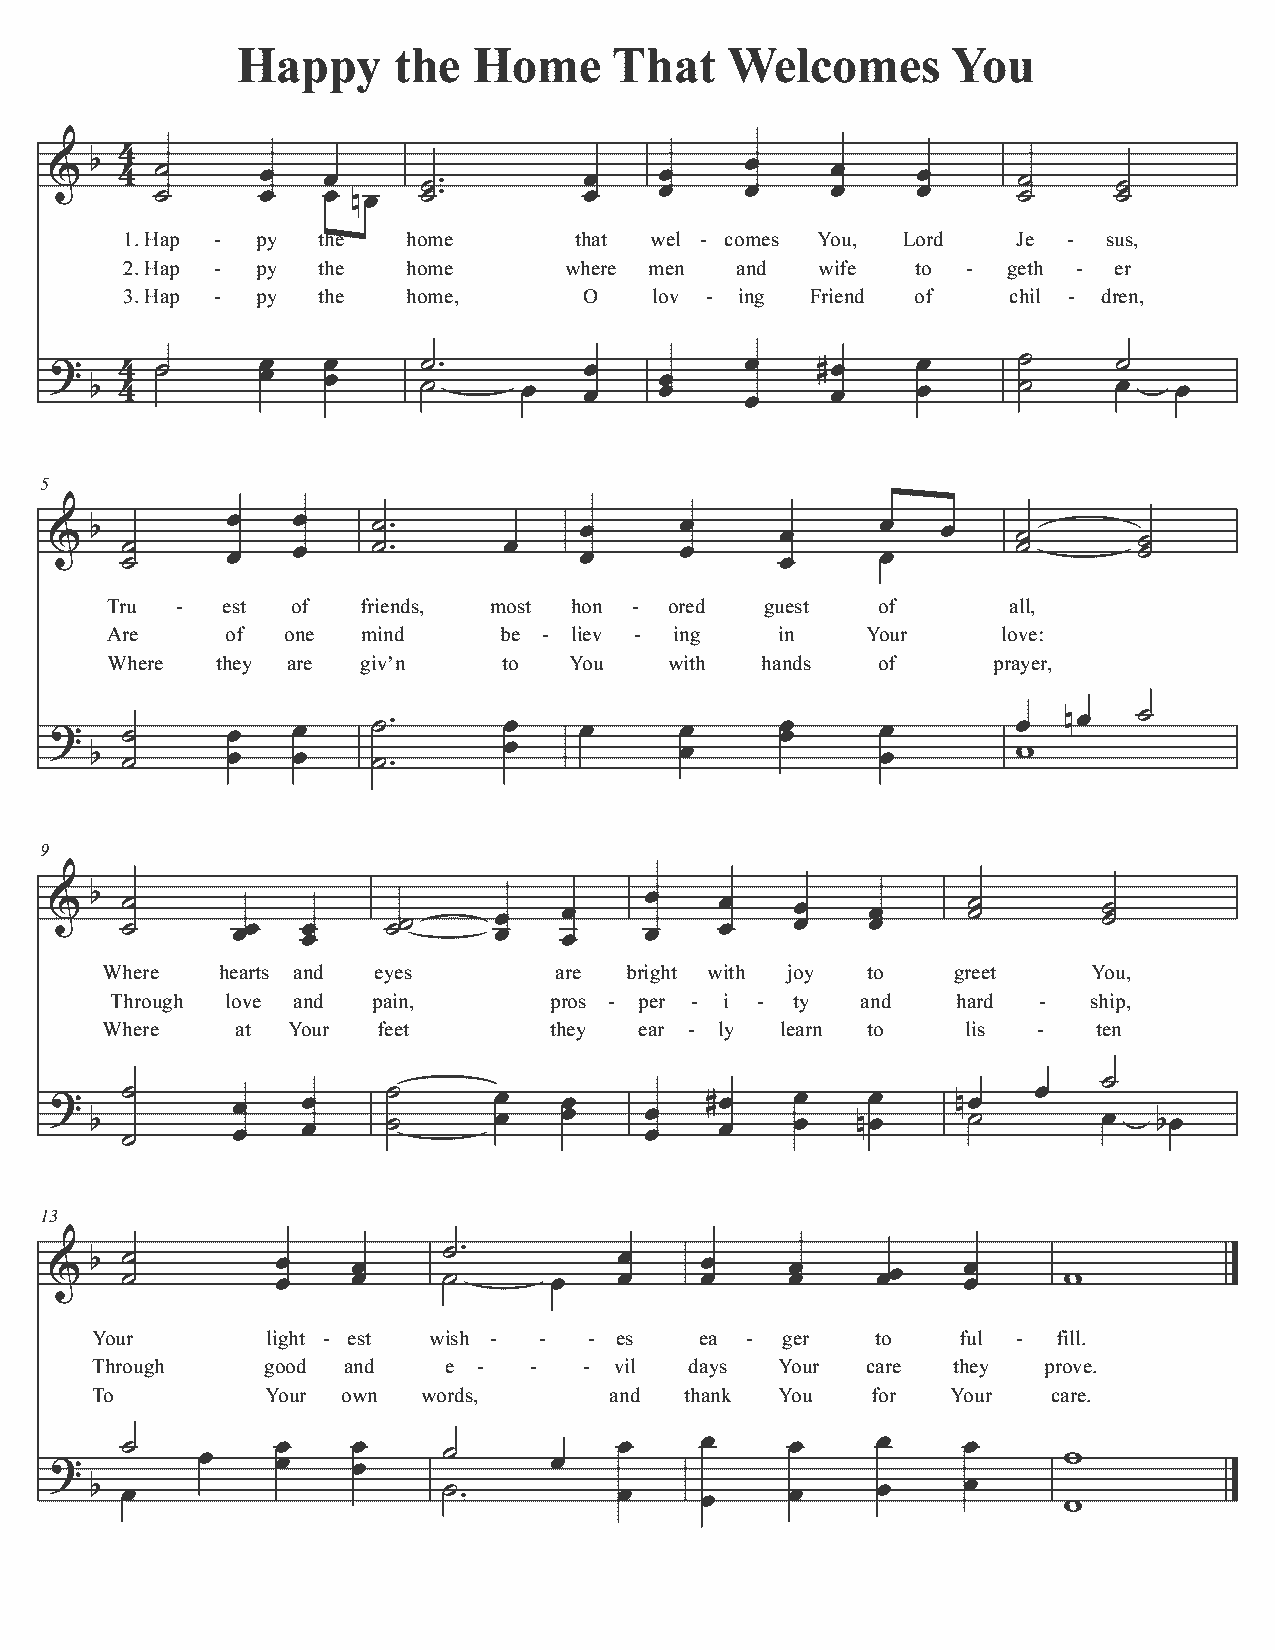 Happy the Home That Welcomes You
4
4
1. Hap - py the home that wel - comes You, Lord Je - sus,
2. Hap - py the home where men and wife to - geth - er
3. Hap - py the home, O lov - ing Friend of chil - dren,
4
4
5
Tru - est of friends, most hon - ored guest of all,
Are of one mind be - liev - ing in Your love:
Where they are giv'n to You with hands of prayer,
9
Where hearts and eyes are bright with joy to greet You,
Through love and pain, pros - per - i - ty and hard - ship,
Where at Your feet they ear - ly learn to lis - ten
13
Your light - est wish - - - es ea - ger to ful - fill.
Through good and e - - - vil days Your care they prove.
To Your own words, and thank You for Your care.